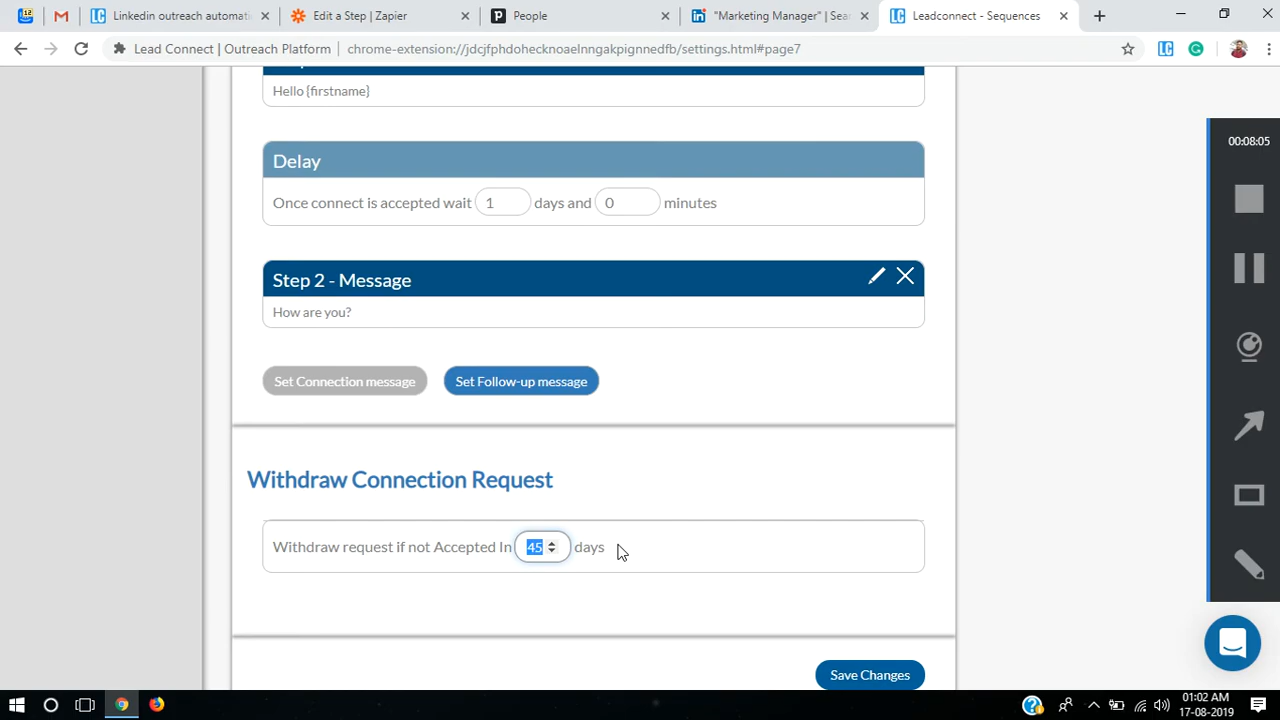 12
Linkedin outreach automati
Edit a Step | Zapier
People
"Marketing Manager" | Sear
Leadconnect - Sequences
Lead Connect | Outreach Platform
chrome-extension://jdcjfphdohecknoaelnngakpignnedfb/settings.html#page7
Hello {firstname}
00:08:05
Delay
Once connect is accepted wait 1 days and 0 minutes
Step 2 - Message
How are you?
Set Connection message
Set Follow-up message
Withdraw Connection Request
Withdraw request if not Accepted In 45 days
Save Changes
01:02 AM
17-08-2019